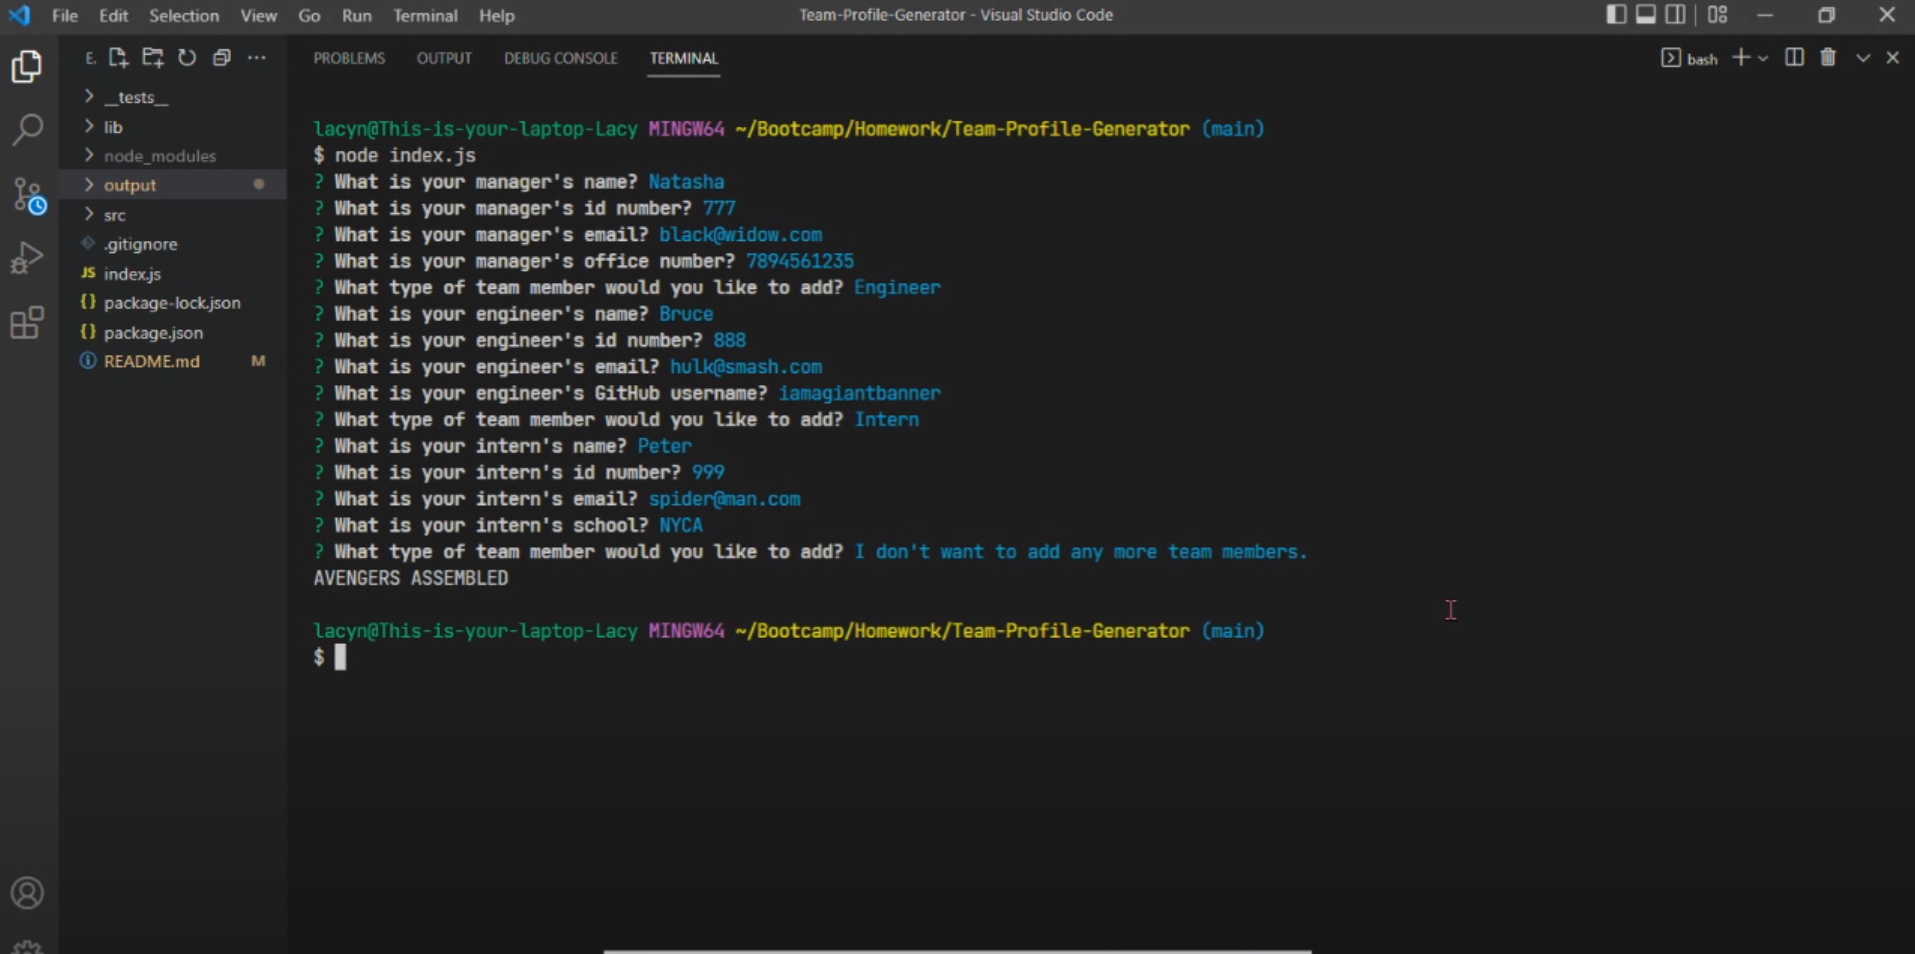 File Edit Selection View Go Run Terminal Help
Team-Profile-Generator - Visual Studio Code
E.
PROBLEMS OUTPUT DEBUG CONSOLE TERMINAL
bash
__tests__
lib
node_modules
output
src
.gitignore
JS index.js
{} package-lock.json
{} package.json
README.md M
lacyn@This-is-your-laptop-Lacy MINGW64 ~/Bootcamp/Homework/Team-Profile-Generator (main)
$ node index.js
? What is your manager's name? Natasha
? What is your manager's id number? 777
? What is your manager's email? black@widow.com
? What is your manager's office number? 7894561235
? What type of team member would you like to add? Engineer
? What is your engineer's name? Bruce
? What is your engineer's id number? 888
? What is your engineer's email? hulk@smash.com
? What is your engineer's GitHub username? iamagiantbanner
? What type of team member would you like to add? Intern
? What is your intern's name? Peter
? What is your intern's id number? 999
? What is your intern's email? spider@man.com
? What is your intern's school? NYCA
? What type of team member would you like to add? I don't want to add any more team members.
AVENGERS ASSEMBLED
lacyn@This-is-your-laptop-Lacy MINGW64 ~/Bootcamp/Homework/Team-Profile-Generator (main)
$